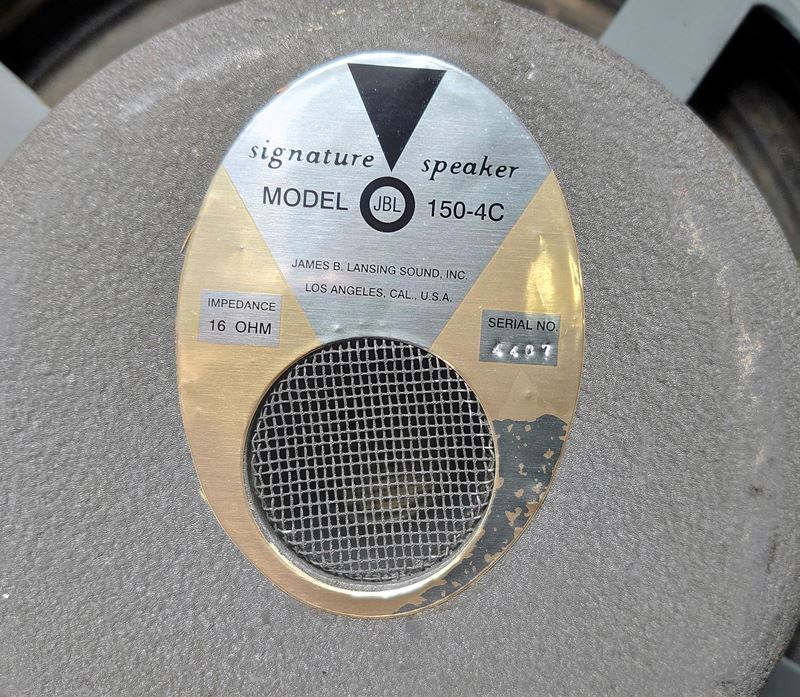 signature speaker
MODEL JBL 150-4C
JAMES B. LANSING SOUND, INC.
LOS ANGELES, CAL., U.S.A.
IMPEDANCE
16 OHM
SERIAL NO.
4407